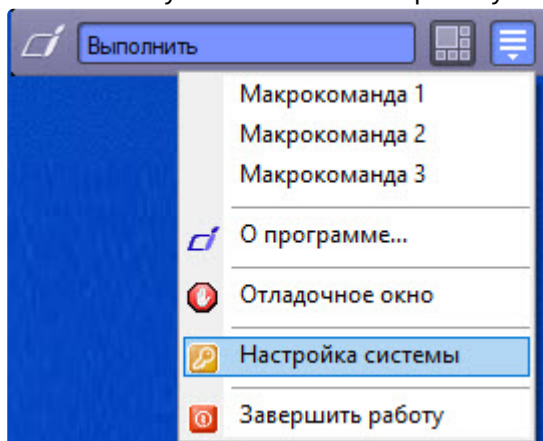 Выполнить
Макрокоманда 1
Макрокоманда 2
Макрокоманда 3
О программе...
Отладочное окно
Настройка системы
Завершить работу